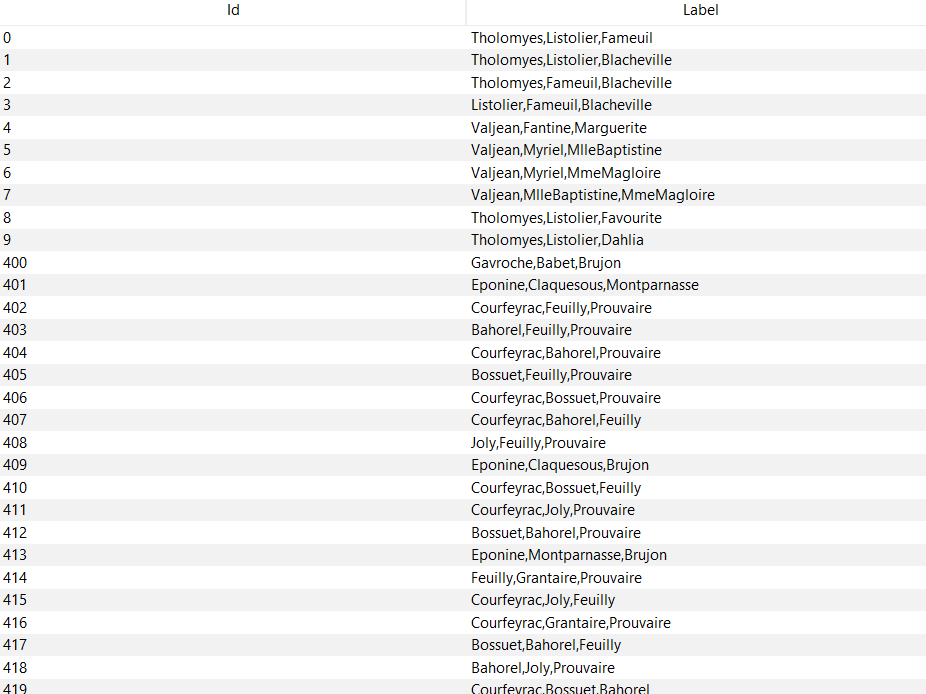 Id Label
0 Tholomyes,Listolier,Fameuil
1 Tholomyes,Listolier,Blacheville
2 Tholomyes,Fameuil,Blacheville
3 Listolier,Fameuil,Blacheville
4 Valjean,Fantine,Marguerite
5 Valjean,Myriel,MlleBaptistine
6 Valjean,Myriel,MmeMagloire
7 Valjean,MlleBaptistine,MmeMagloire
8 Tholomyes,Listolier,Favourite
9 Tholomyes,Listolier,Dahlia
400 Gavroche,Babet,Brujon
401 Eponine,Claquesous,Montparnasse
402 Courfeyrac,Feuilly,Prouvaire
403 Bahorel,Feuilly,Prouvaire
404 Courfeyrac,Bahorel,Prouvaire
405 Bossuet,Feuilly,Prouvaire
406 Courfeyrac,Bossuet,Prouvaire
407 Courfeyrac,Bahorel,Feuilly
408 Joly,Feuilly,Prouvaire
409 Eponine,Claquesous,Brujon
410 Courfeyrac,Bossuet,Feuilly
411 Courfeyrac,Joly,Prouvaire
412 Bossuet,Bahorel,Prouvaire
413 Eponine,Montparnasse,Brujon
414 Feuilly,Grantaire,Prouvaire
415 Courfeyrac,Joly,Feuilly
416 Courfeyrac,Grantaire,Prouvaire
417 Bossuet,Bahorel,Feuilly
418 Bahorel,Joly,Prouvaire
419 Courfeyrac,Bossuet,Bahorel